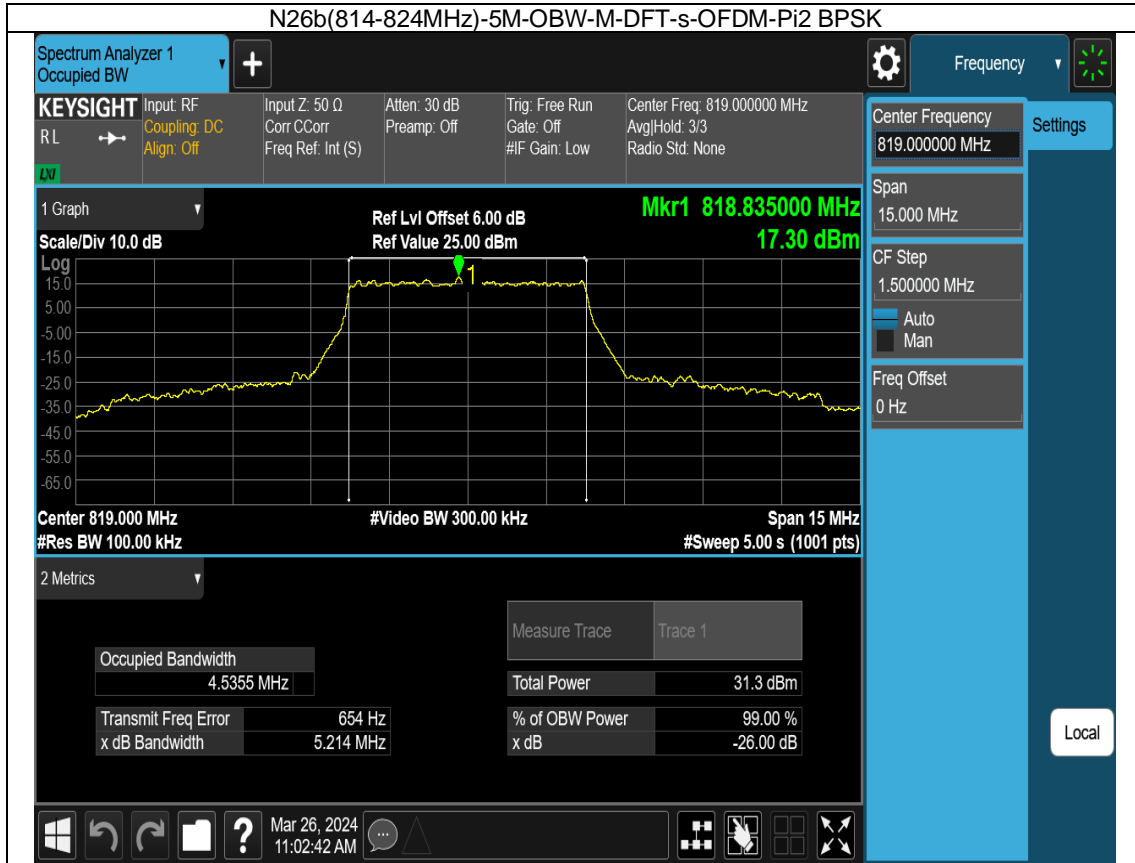 N26b(814-824MHz)-5M-OBW-M-DFT-s-OFDM-Pi2 BPSK
Spectrum Analyzer 1
Occupied BW
+
Frequency
KEYSIGHT
RL
LXI
Input: RF
Coupling: DC
Align: Off
Input Z: 50 Ω
Corr CCorr
Freq Ref: Int (S)
Atten: 30 dB
Preamp: Off
Trig: Free Run
Gate: Off
#IF Gain: Low
Center Freq: 819.000000 MHz
Avg|Hold: 3/3
Radio Std: None
Center Frequency
819.000000 MHz
Settings
Span
15.000 MHz
CF Step
1.500000 MHz
Auto
Man
Freq Offset
0 Hz
Local
1 Graph
Scale/Div 10.0 dB
Ref Lvl Offset 6.00 dB
Ref Value 25.00 dBm
Mkr1 818.835000 MHz
17.30 dBm
Log
15.0
5.00
-5.00
-15.0
-25.0
-35.0
-45.0
-55.0
-65.0
1
Center 819.000 MHz
#Video BW 300.00 kHz
Span 15 MHz
#Res BW 100.00 kHz
#Sweep 5.00 s (1001 pts)
2 Metrics
Measure Trace Trace 1
Occupied Bandwidth
4.5355 MHz
Total Power 31.3 dBm
Transmit Freq Error 654 Hz
% of OBW Power 99.00 %
x dB Bandwidth 5.214 MHz
x dB -26.00 dB
?
Mar 26, 2024
11:02:42 AM